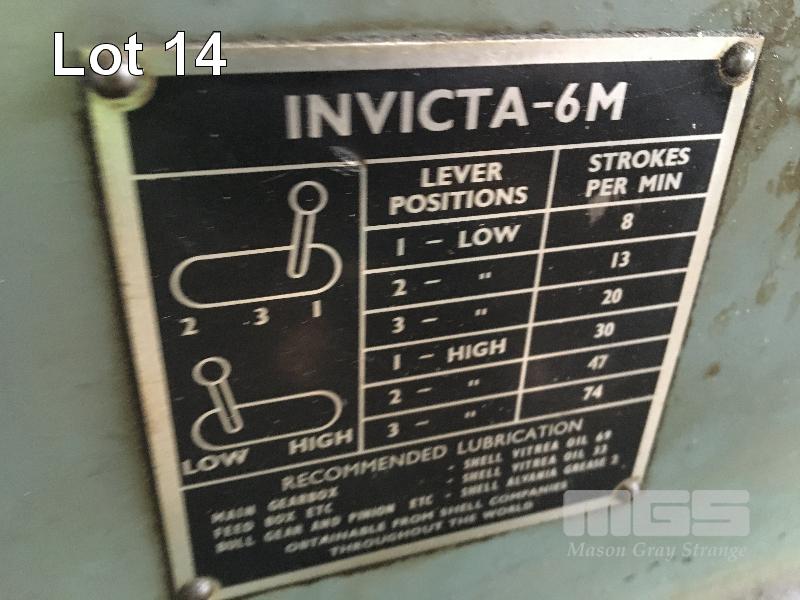 Lot 14
INVICTA-6M
LEVER POSITIONS
STROKES PER MIN
1 - LOW 8
2 - " 13
3 - " 20
1 - HIGH 30
2 - " 47
3 - " 74
2 3 1
LOW HIGH
RECOMMENDED LUBRICATION
MAIN GEARBOX - SHELL VITREA OIL 69
FEED BOX ETC - SHELL VITREA OIL 33
BULL GEAR AND PINION ETC - SHELL ALVANIA GREASE 2
OBTAINABLE FROM SHELL COMPANIES
THROUGHOUT THE WORLD
MGS
Mason Gray Strange